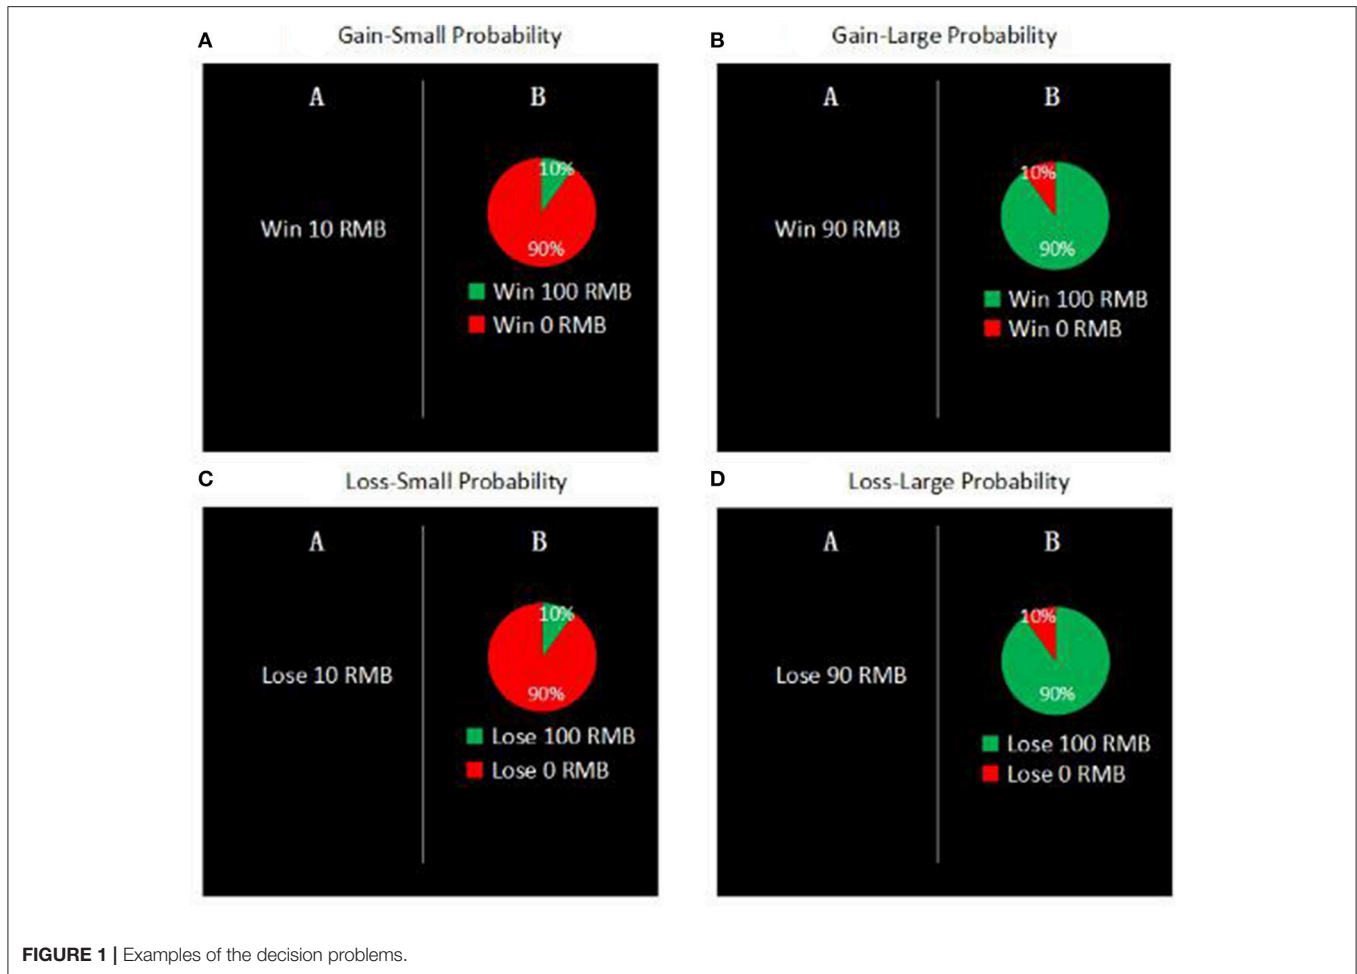 A Gain-Small Probability
A B
Win 10 RMB
10%
90%
Win 100 RMB
Win 0 RMB
B Gain-Large Probability
A B
Win 90 RMB
10%
90%
Win 100 RMB
Win 0 RMB
C Loss-Small Probability
A B
Lose 10 RMB
10%
90%
Lose 100 RMB
Lose 0 RMB
D Loss-Large Probability
A B
Lose 90 RMB
10%
90%
Lose 100 RMB
Lose 0 RMB
FIGURE 1 | Examples of the decision problems.